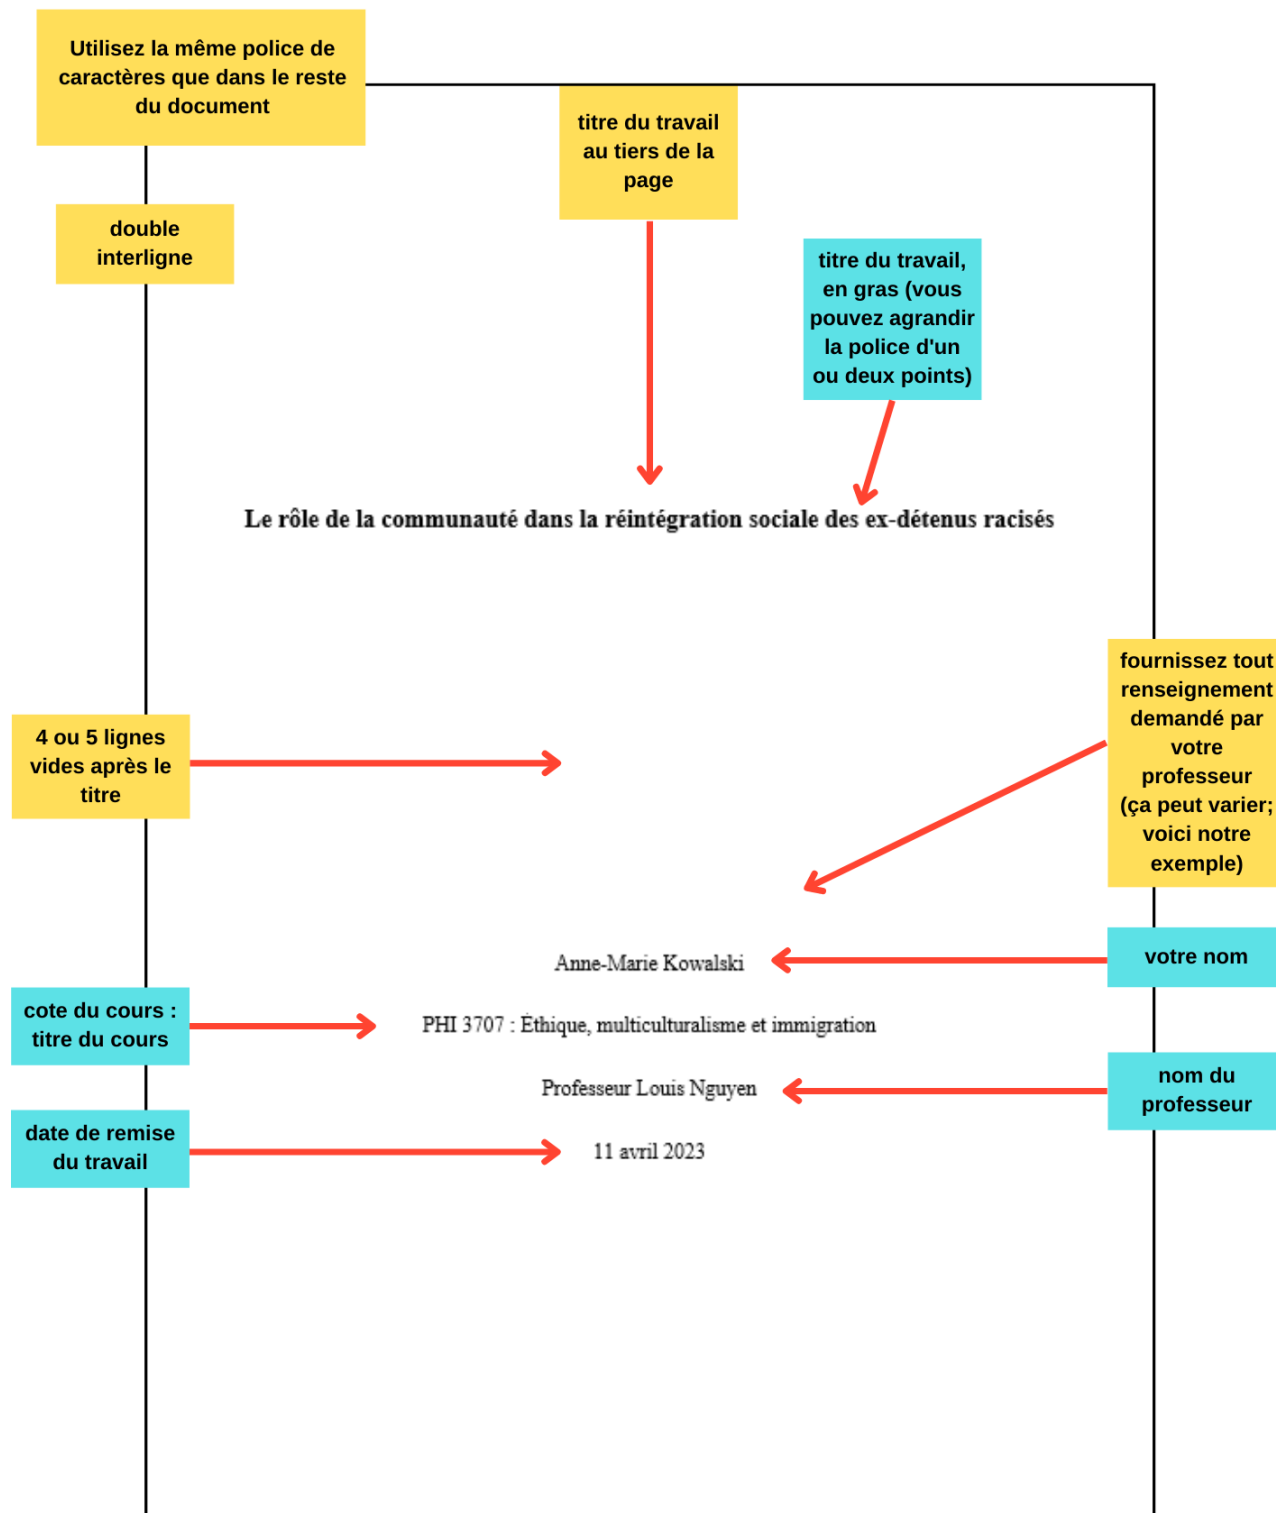 Utilisez la même police de
caractères que dans le reste
du document
titre du travail
au tiers de la
page
double
interligne
titre du travail,
en gras (vous
pouvez agrandir
la police d'un
ou deux points)
Le rôle de la communauté dans la réintégration sociale des ex-détenus racisés
fournissez tout
renseignement
demandé par
votre
professeur
(ça peut varier;
voici notre
exemple)
4 ou 5 lignes
vides après le
titre
Anne-Marie Kowalski
votre nom
cote du cours :
titre du cours
PHI 3707 : Éthique, multiculturalisme et immigration
Professeur Louis Nguyen
nom du
professeur
date de remise
du travail
11 avril 2023